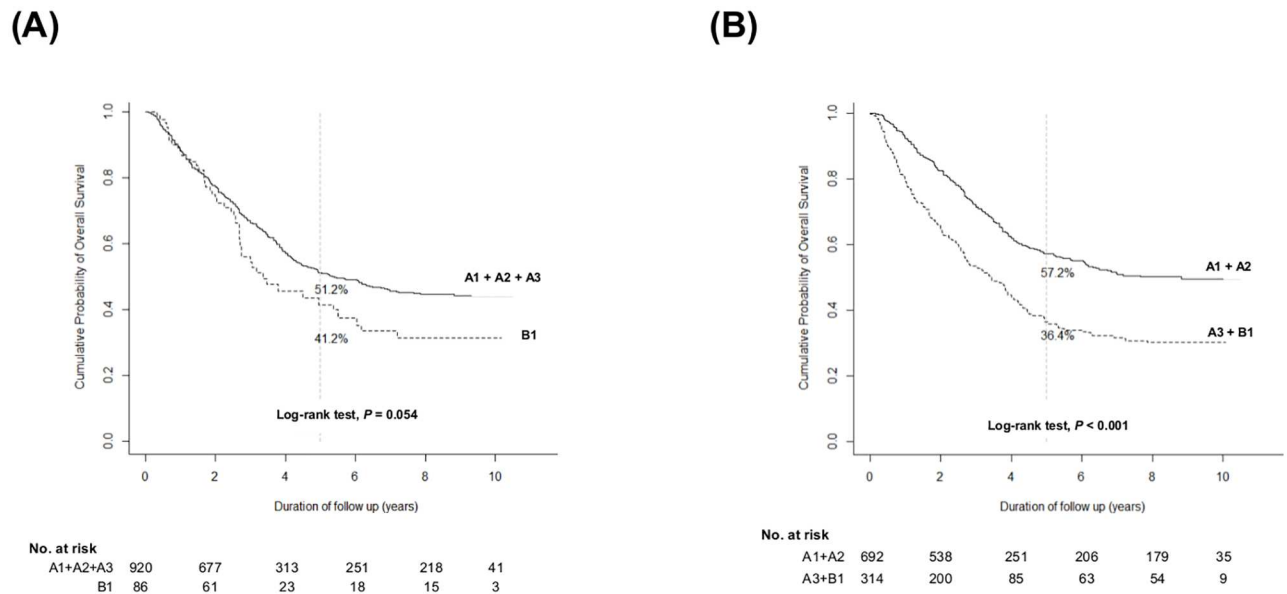 (A)
Cumulative Probability of Overall Survival
1.0
0.8
0.6
0.4
0.2
0.0
A1 + A2 + A3
51.2%
B1
41.2%
Log-rank test, P = 0.054
0 2 4 6 8 10
Duration of follow up (years)
No. at risk
A1+A2+A3 920 677 313 251 218 41
B1 86 61 23 18 15 3
(B)
Cumulative Probability of Overall Survival
1.0
0.8
0.6
0.4
0.2
0.0
A1 + A2
57.2%
A3 + B1
36.4%
Log-rank test, P < 0.001
0 2 4 6 8 10
Duration of follow up (years)
No. at risk
A1+A2 692 538 251 206 179 35
A3+B1 314 200 85 63 54 9